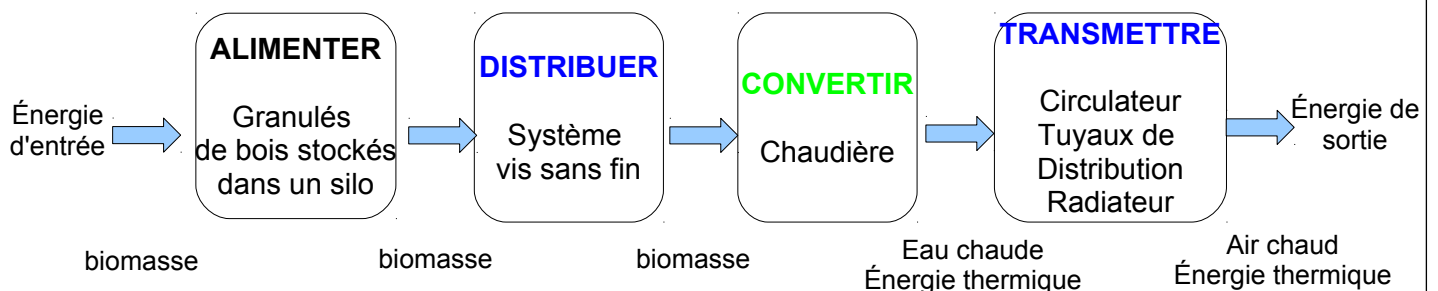 Énergie
d'entrée
ALIMENTER
Granulés
de bois stockés
dans un silo
DISTRIBUER
Système
vis sans fin
CONVERTIR
Chaudière
TRANSMETTRE
Circulateur
Tuyaux de
Distribution
Radiateur
Énergie de
sortie
biomasse
biomasse
biomasse
Eau chaude
Énergie thermique
Air chaud
Énergie thermique